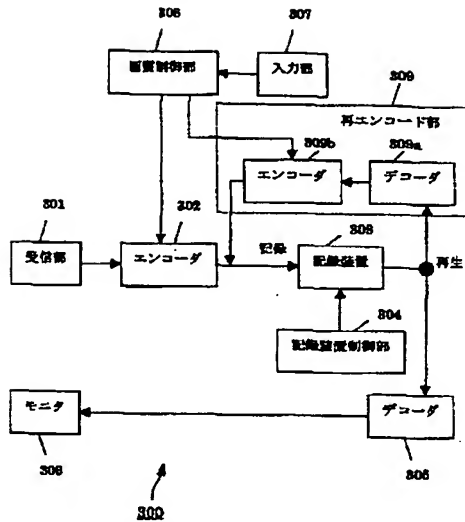 306
307
画質制御部
入力部
309
再エンコード部
309b
309a
エンコーダ
デコーダ
301
302
303
受信部
エンコーダ
記録
記録装置
再生
304
記録装置制御部
モニタ
デコーダ
306
305
300